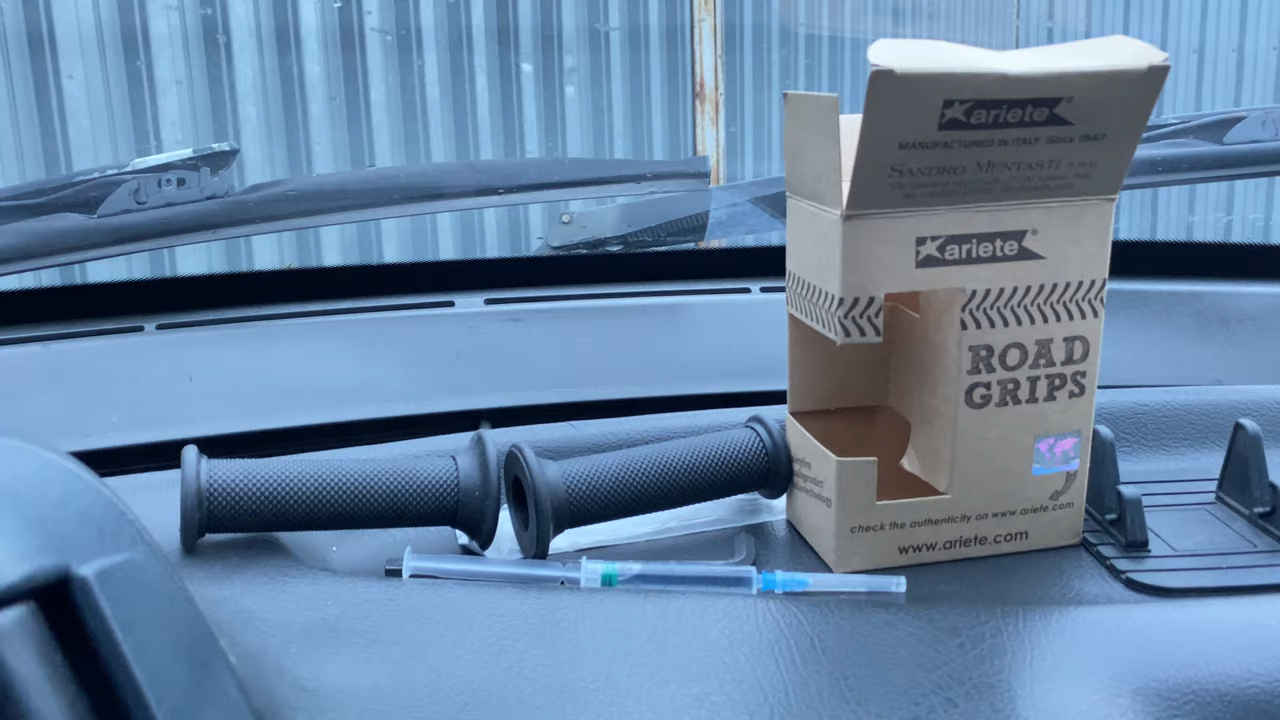 ariete
MANUFACTURED IN ITALY Since 1947
SANDRO MENTASTI
ariete
ROAD
GRIPS
check the authenticity on www.ariete.com
www.ariete.com